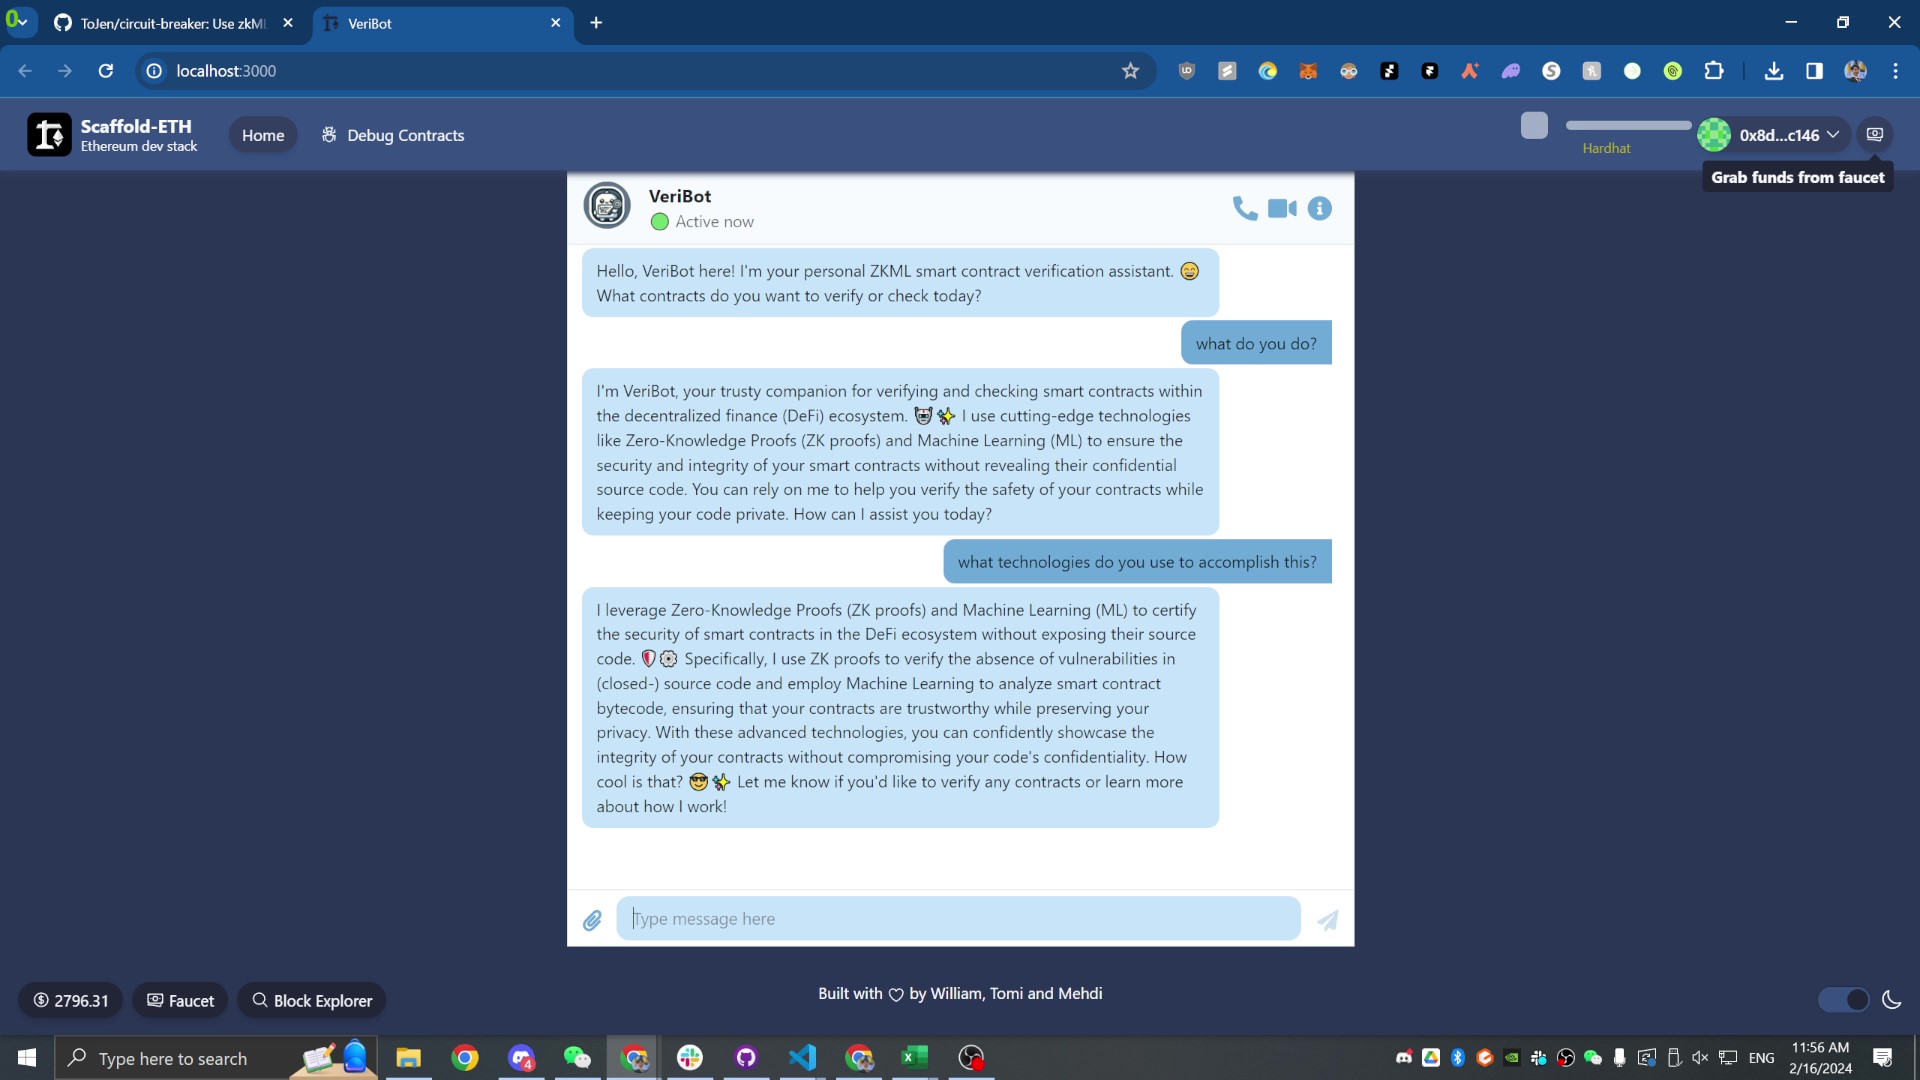 ToJen/circuit-breaker: Use zkML
VeriBot
localhost:3000
Scaffold-ETH
Ethereum dev stack
Home
Debug Contracts
Hardhat
0x8d...c146
Grab funds from faucet
VeriBot
Active now
Hello, VeriBot here! I'm your personal ZKML smart contract verification assistant. 😄
What contracts do you want to verify or check today?
what do you do?
I'm VeriBot, your trusty companion for verifying and checking smart contracts within
the decentralized finance (DeFi) ecosystem. 🤖✨ I use cutting-edge technologies
like Zero-Knowledge Proofs (ZK proofs) and Machine Learning (ML) to ensure the
security and integrity of your smart contracts without revealing their confidential
source code. You can rely on me to help you verify the safety of your contracts while
keeping your code private. How can I assist you today?
what technologies do you use to accomplish this?
I leverage Zero-Knowledge Proofs (ZK proofs) and Machine Learning (ML) to certify
the security of smart contracts in the DeFi ecosystem without exposing their source
code. 🛡️⚙️ Specifically, I use ZK proofs to verify the absence of vulnerabilities in
(closed-) source code and employ Machine Learning to analyze smart contract
bytecode, ensuring that your contracts are trustworthy while preserving your
privacy. With these advanced technologies, you can confidently showcase the
integrity of your contracts without compromising your code's confidentiality. How
cool is that? 😎✨ Let me know if you'd like to verify any contracts or learn more
about how I work!
Type message here
2796.31
Faucet
Block Explorer
Built with ♡ by William, Tomi and Mehdi
Type here to search
4
ENG
11:56 AM
2/16/2024